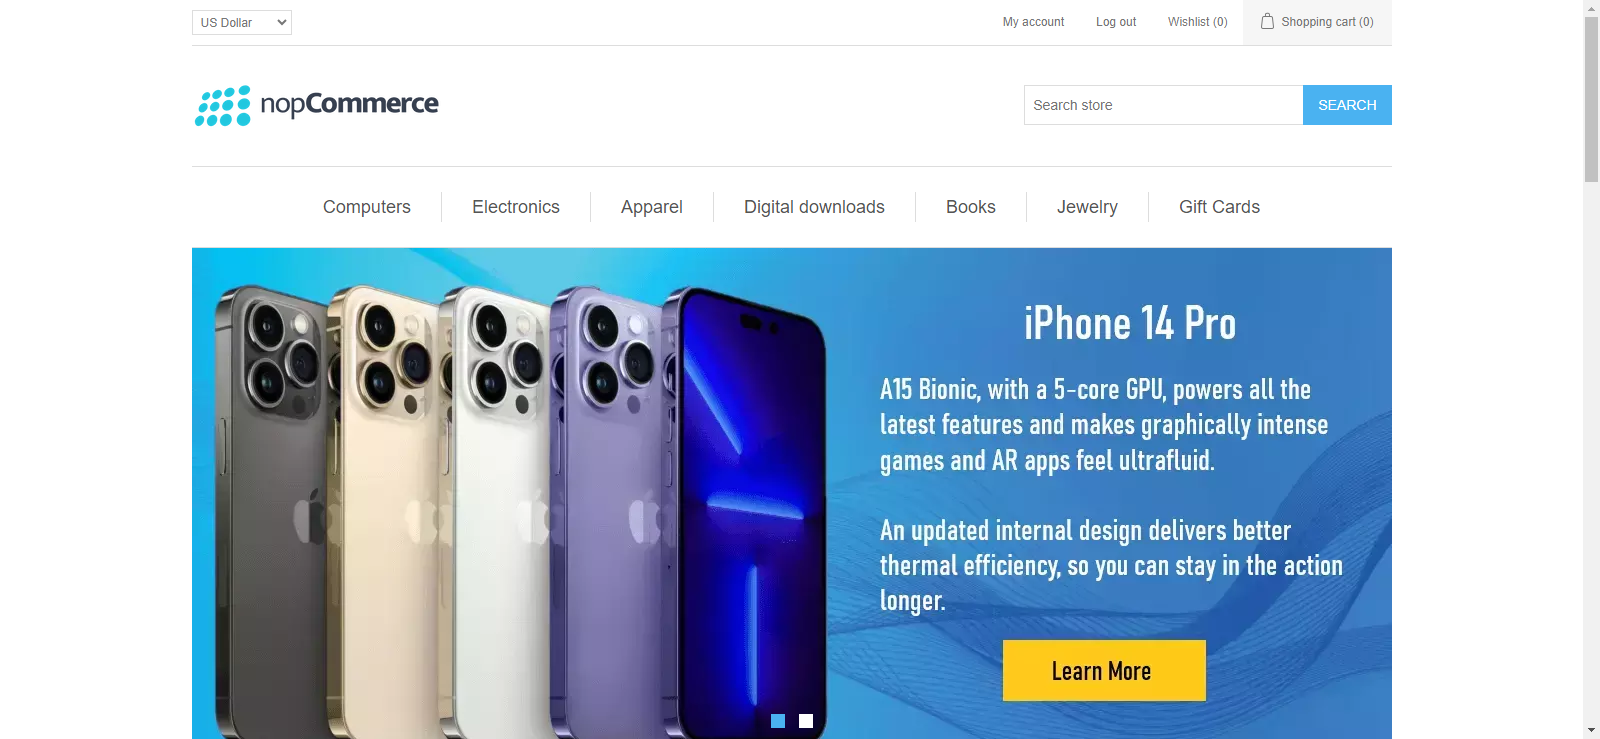 US Dollar
My account
Log out
Wishlist (0)
Shopping cart (0)
nopCommerce
Search store
SEARCH
Computers
Electronics
Apparel
Digital downloads
Books
Jewelry
Gift Cards
iPhone 14 Pro
A15 Bionic, with a 5-core GPU, powers all the
latest features and makes graphically intense
games and AR apps feel ultrafluid.
An updated internal design delivers better
thermal efficiency, so you can stay in the action
longer.
Learn More